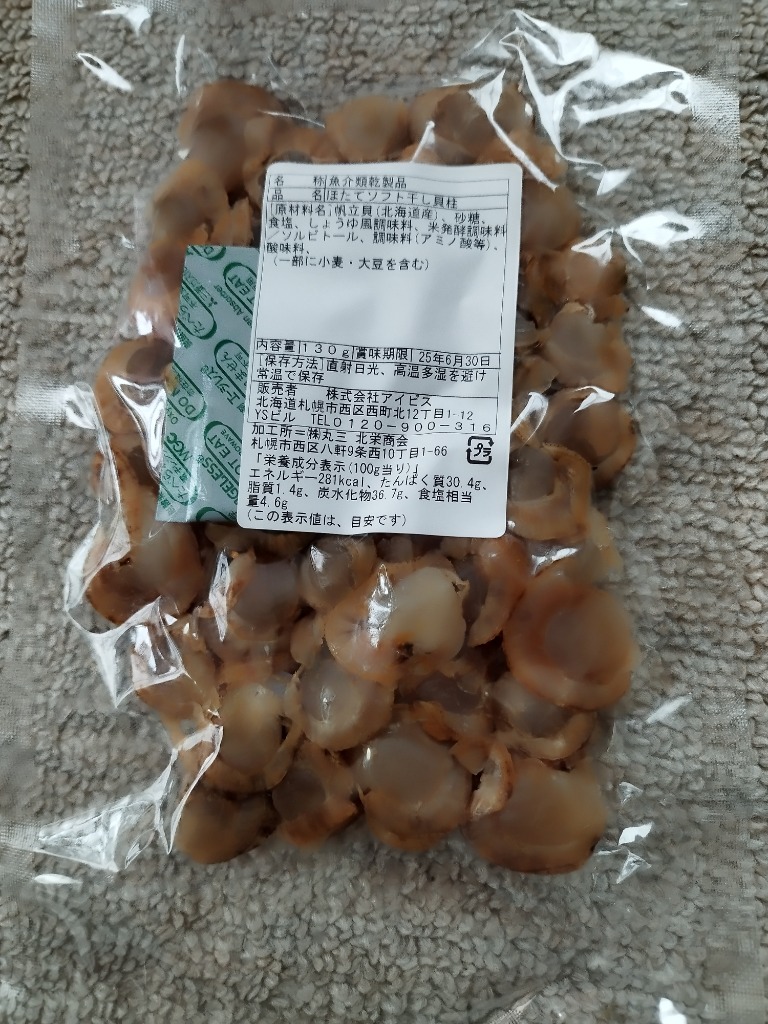 名 称 魚介類乾製品
品 名 ほたてソフト干し貝柱
[原材料名]帆立貝(北海道産)、砂糖、
食塩、しょうゆ風調味料、米発酵調味料
/ソルビトール、調味料(アミノ酸等)、
酸味料、
(一部に小麦・大豆を含む)
内容量 130g 賞味期限 25年6月30日
[保存方法]直射日光、高温多湿を避け
常温で保存
販売者 株式会社アイビス
北海道札幌市西区西町北12丁目1-12
YSビル TEL0120-900-316
加工所=㈱丸三 北栄商会
札幌市西区八軒9条西10丁目1-66
プラ
「栄養成分表示(100g当り)」
エネルギー281kcal、たんぱく質30.4g、
脂質1.4g、炭水化物36.7g、食塩相当
量4.6g
(この表示値は、目安です)
EAT
DO
NOT EAT
AGELESS®